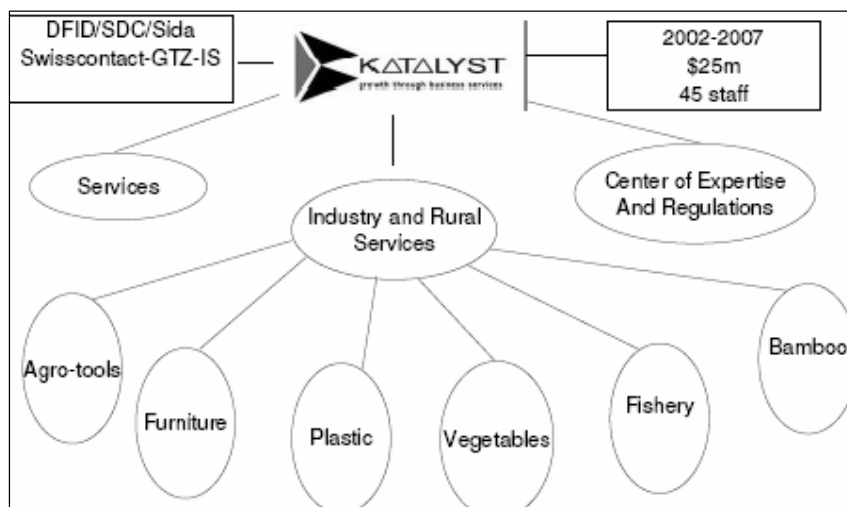 DFID/SDC/Sida
Swisscontact-GTZ-IS
KATALYST
growth through business services
2002-2007
$25m
45 staff
Services
Industry and Rural
Services
Center of Expertise
And Regulations
Agro-tools
Furniture
Plastic
Vegetables
Fishery
Bamboo